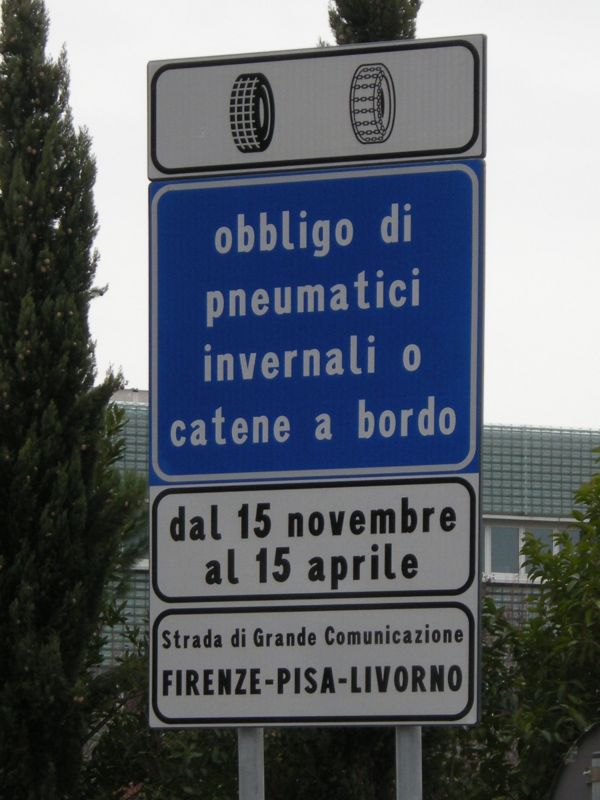 obbligo di
pneumatici
invernali o
catene a bordo
dal 15 novembre
al 15 aprile
Strada di Grande Comunicazione
FIRENZE-PISA-LIVORNO